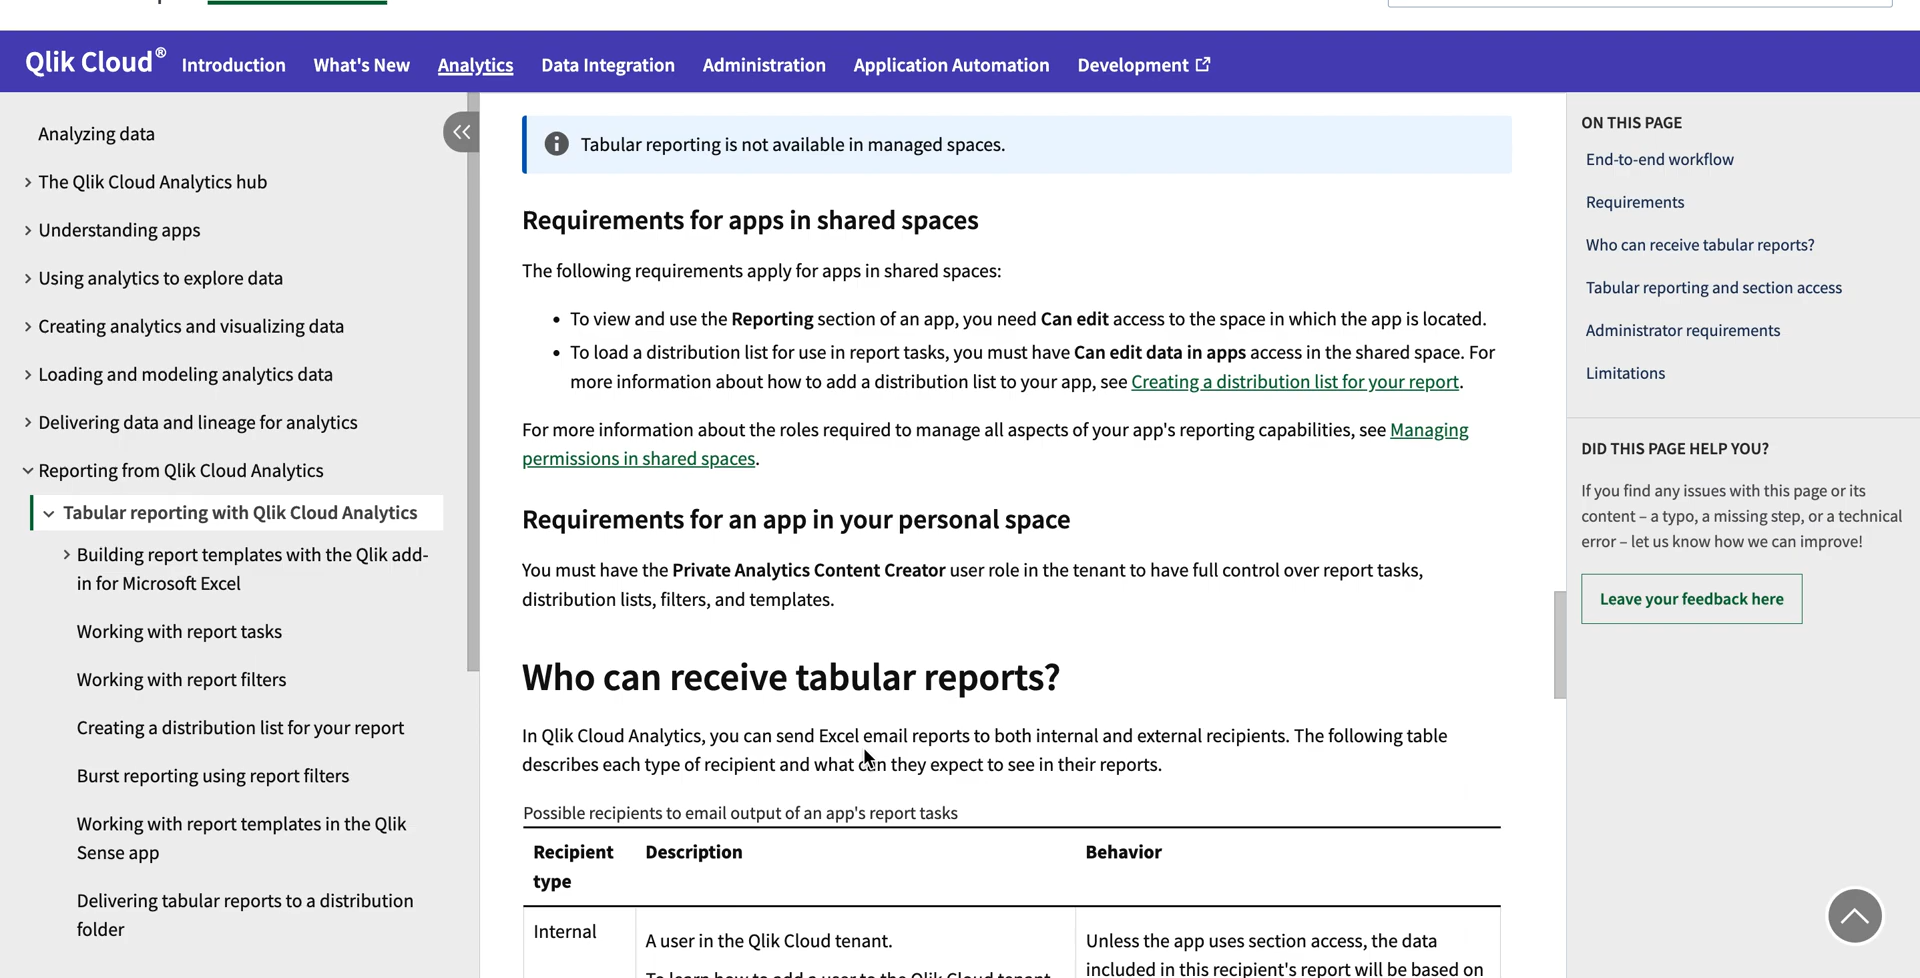 Qlik Cloud® Introduction What's New Analytics Data Integration Administration Application Automation Development
Analyzing data
The Qlik Cloud Analytics hub
Understanding apps
Using analytics to explore data
Creating analytics and visualizing data
Loading and modeling analytics data
Delivering data and lineage for analytics
Reporting from Qlik Cloud Analytics
Tabular reporting with Qlik Cloud Analytics
Building report templates with the Qlik add-
in for Microsoft Excel
Working with report tasks
Working with report filters
Creating a distribution list for your report
Burst reporting using report filters
Working with report templates in the Qlik
Sense app
Delivering tabular reports to a distribution
folder
Tabular reporting is not available in managed spaces.
Requirements for apps in shared spaces
The following requirements apply for apps in shared spaces:
• To view and use the Reporting section of an app, you need Can edit access to the space in which the app is located.
• To load a distribution list for use in report tasks, you must have Can edit data in apps access in the shared space. For
more information about how to add a distribution list to your app, see Creating a distribution list for your report.
For more information about the roles required to manage all aspects of your app's reporting capabilities, see Managing
permissions in shared spaces.
Requirements for an app in your personal space
You must have the Private Analytics Content Creator user role in the tenant to have full control over report tasks,
distribution lists, filters, and templates.
Who can receive tabular reports?
In Qlik Cloud Analytics, you can send Excel email reports to both internal and external recipients. The following table
describes each type of recipient and what can they expect to see in their reports.
Possible recipients to email output of an app's report tasks
Recipient
type
Description
Behavior
Internal
A user in the Qlik Cloud tenant.
To learn how to add a user to the Qlik Cloud tenant
Unless the app uses section access, the data
included in this recipient's report will be based on
ON THIS PAGE
End-to-end workflow
Requirements
Who can receive tabular reports?
Tabular reporting and section access
Administrator requirements
Limitations
DID THIS PAGE HELP YOU?
If you find any issues with this page or its
content – a typo, a missing step, or a technical
error – let us know how we can improve!
Leave your feedback here